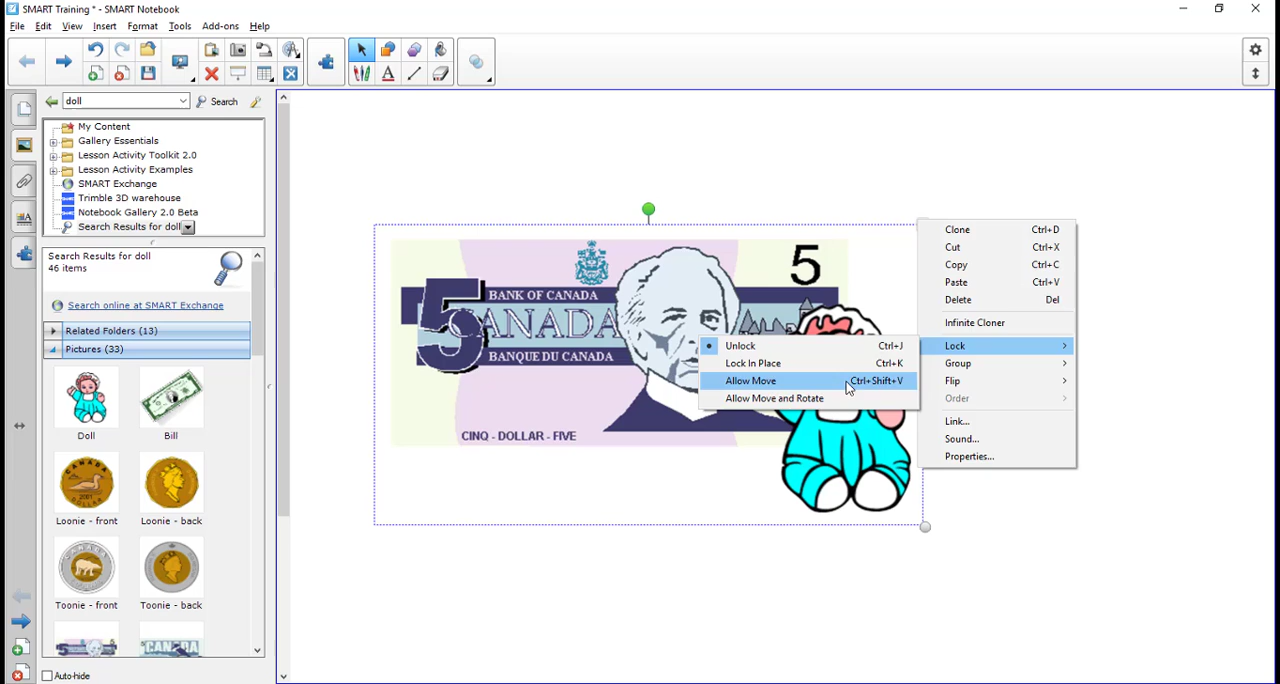 SMART Training * - SMART Notebook
File Edit View Insert Format Tools Add-ons Help
doll Search
My Content
Gallery Essentials
Lesson Activity Toolkit 2.0
Lesson Activity Examples
SMART Exchange
Trimble 3D warehouse
Notebook Gallery 2.0 Beta
Search Results for doll
Search Results for doll
46 items
Search online at SMART Exchange
Related Folders (13)
Pictures (33)
Doll Bill
Loonie - front Loonie - back
Toonie - front Toonie - back
Auto-hide
5
BANK OF CANADA
5 CANADA
BANQUE DU CANADA
CINQ - DOLLAR - FIVE
Unlock Ctrl+J
Lock In Place Ctrl+K
Allow Move Ctrl+Shift+V
Allow Move and Rotate
Clone Ctrl+D
Cut Ctrl+X
Copy Ctrl+C
Paste Ctrl+V
Delete Del
Infinite Cloner
Lock
Group
Flip
Order
Link...
Sound...
Properties...